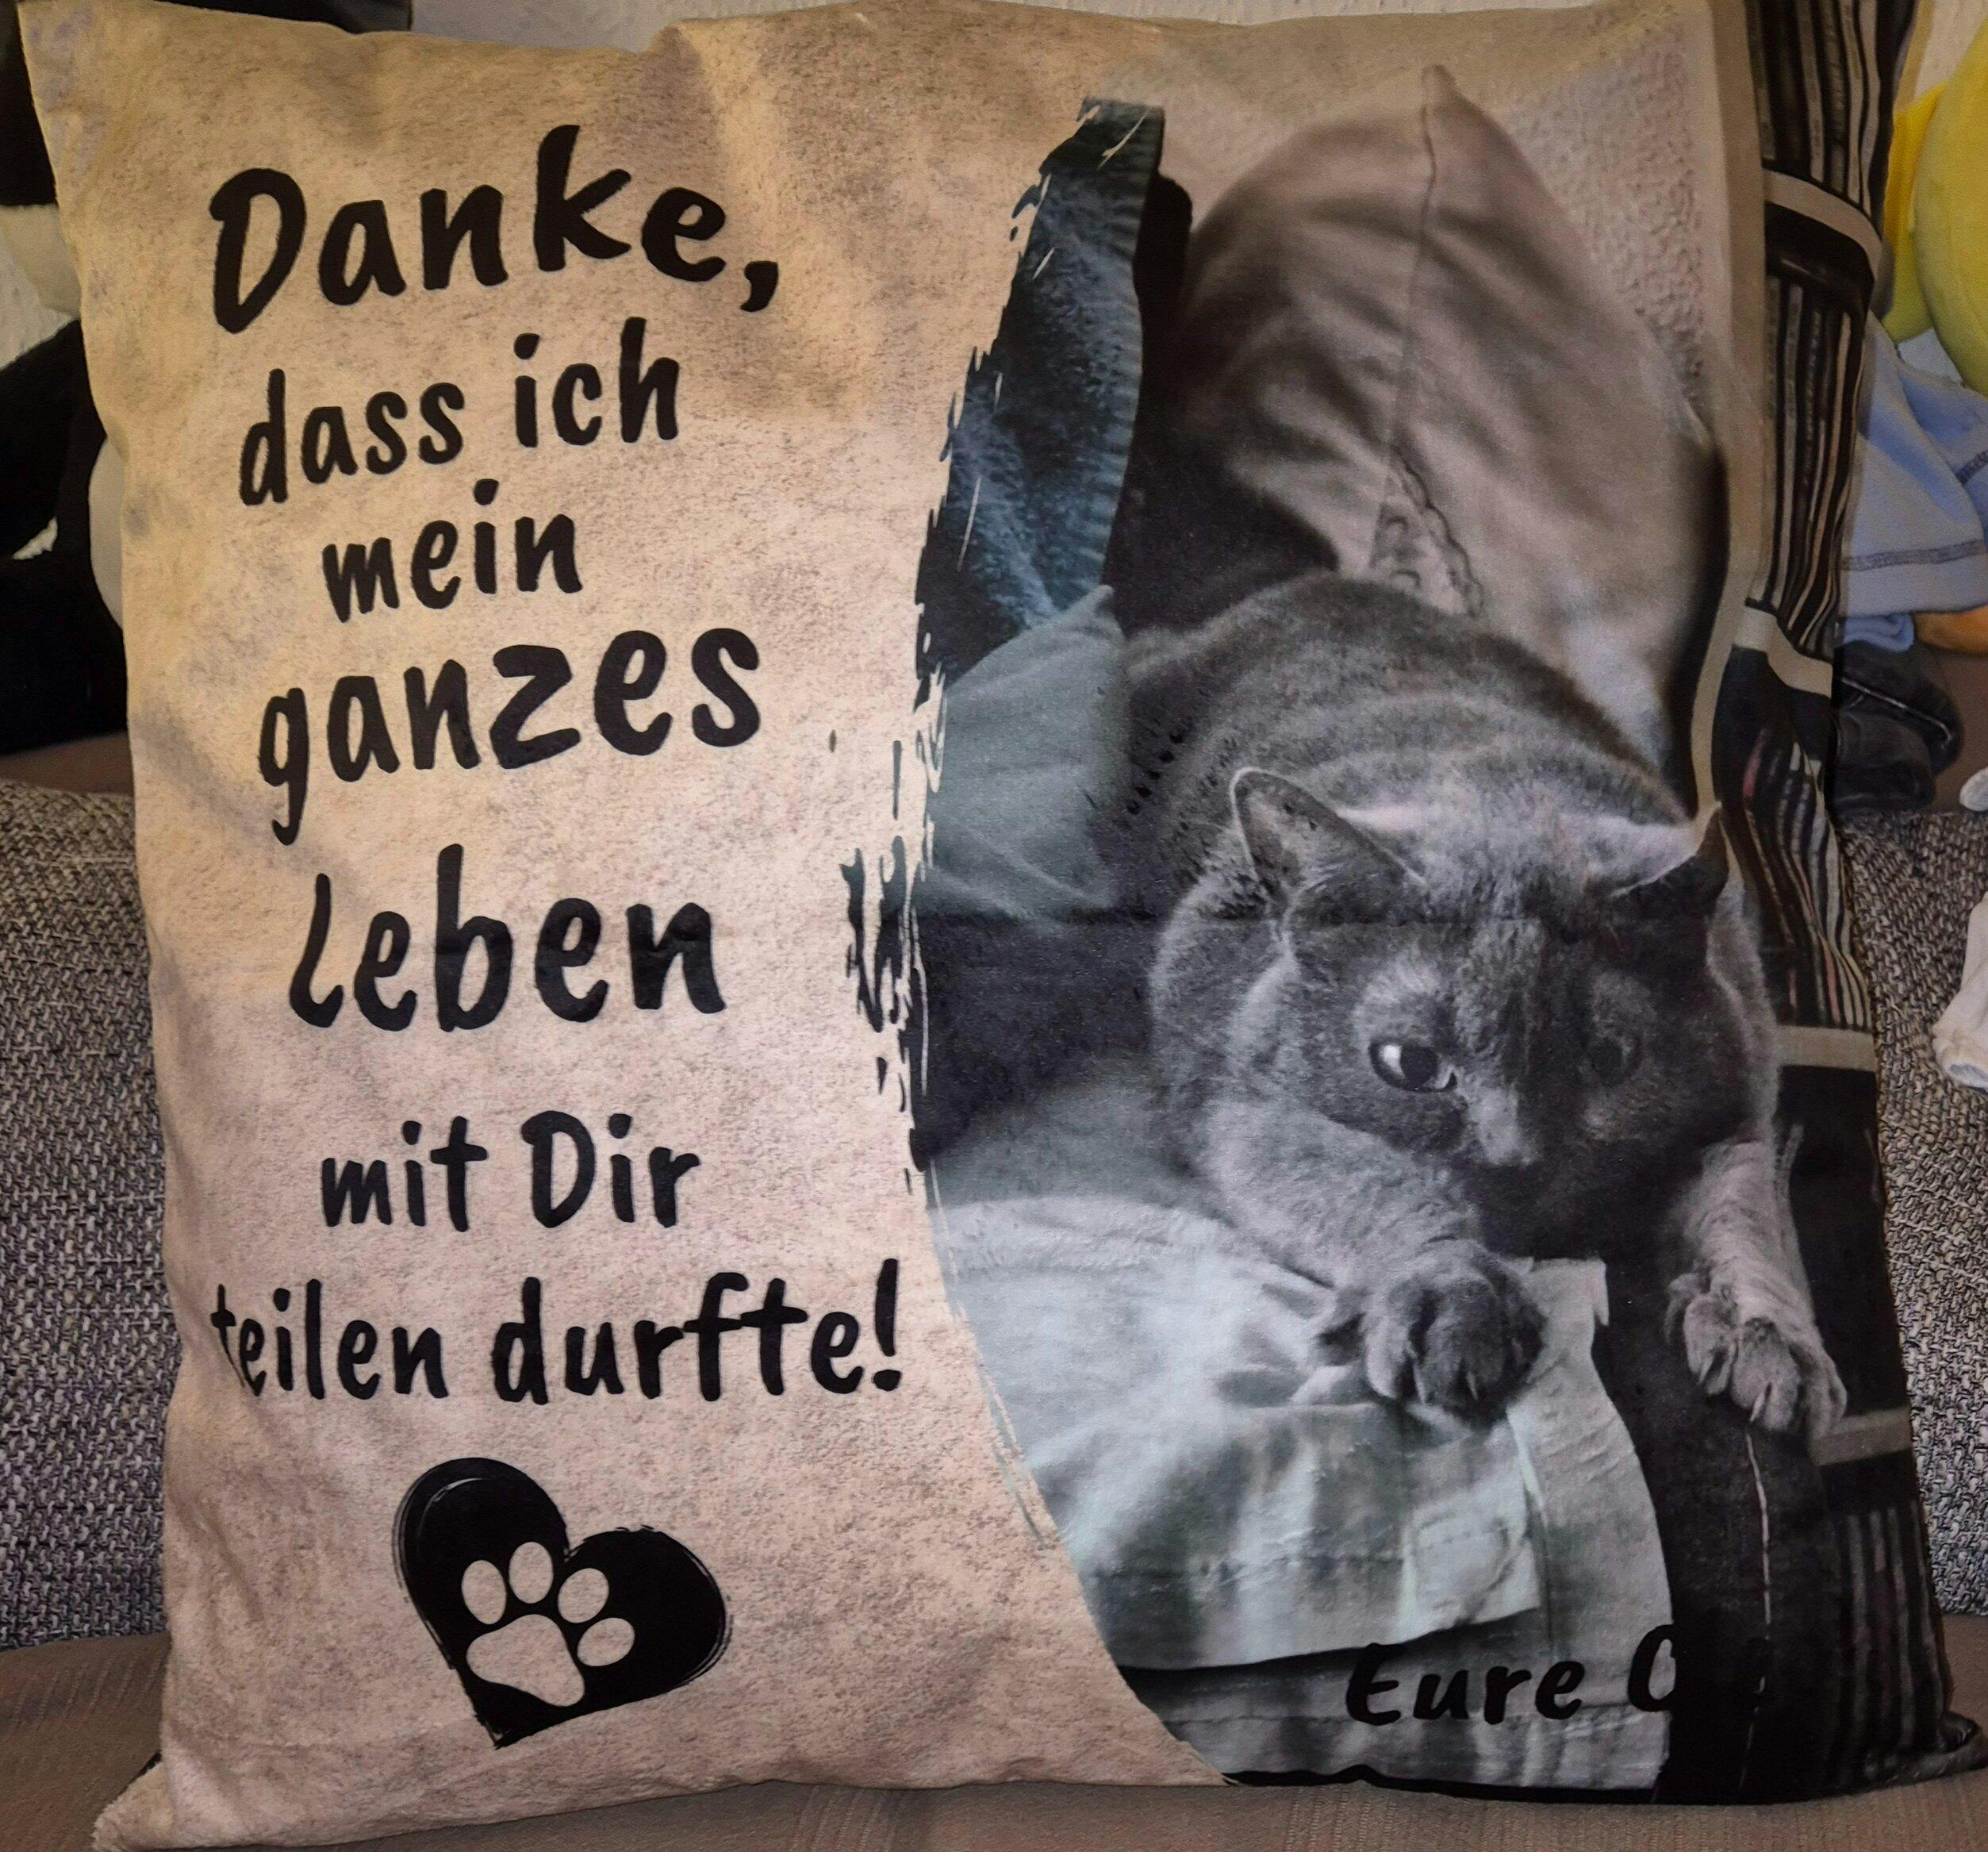 Danke,
dass ich
mein
ganzes
Leben
mit Dir
teilen durfte!
Eure